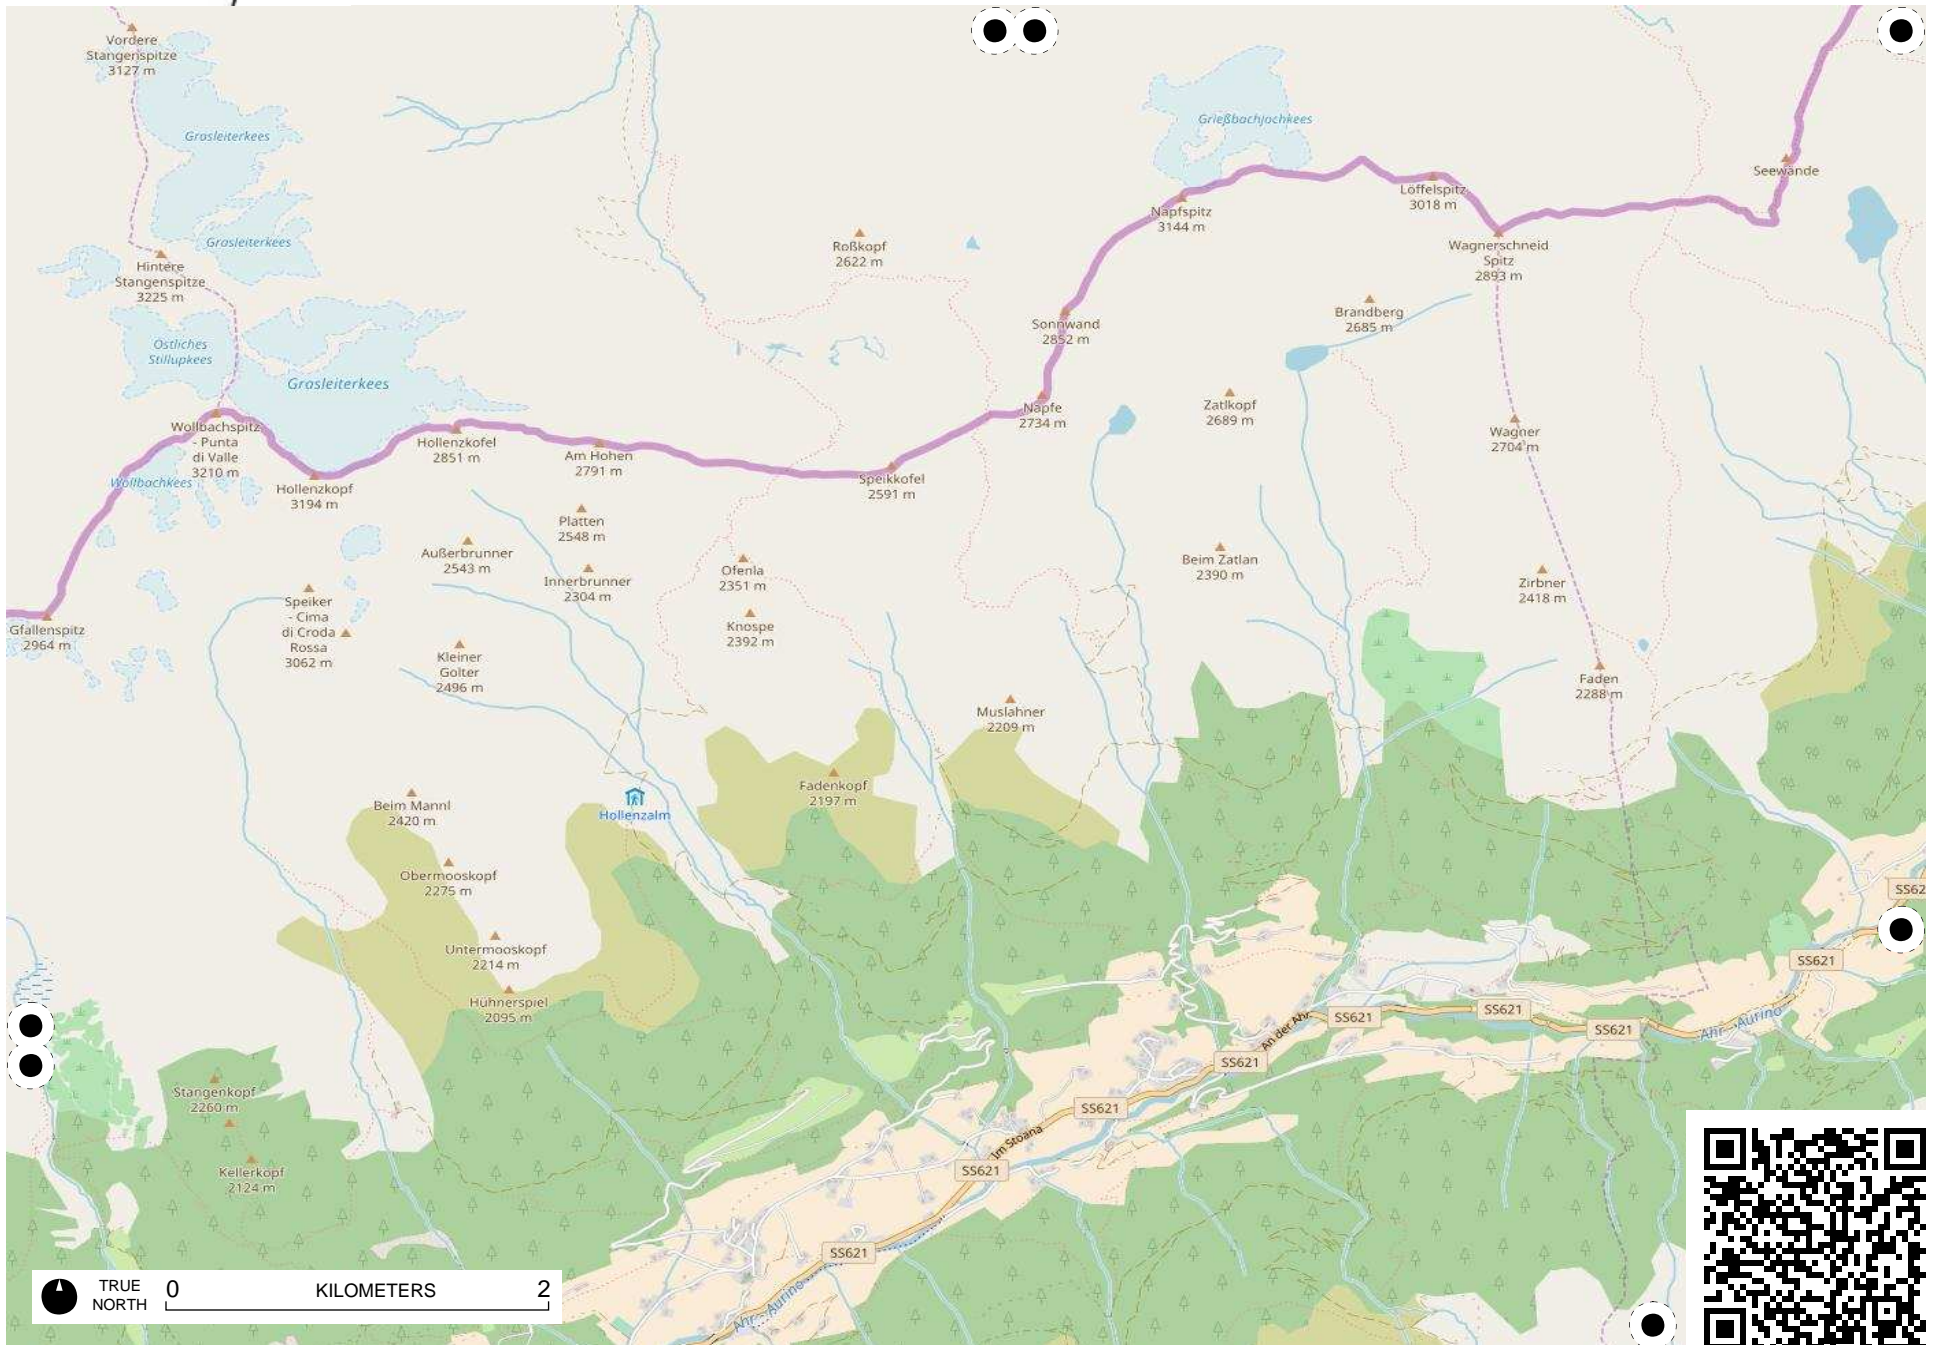 Vordere
Stangenspitze
3127 m
Grasleiterkees
Grießbachjochkees
Seewände
Löffelspitz
3018 m
Napfspitz
3144 m
Grasleiterkees
Roßkopf
2622 m
Wagnerschneid
Spitz
2893 m
Hintere
Stangenspitze
3225 m
Brandberg
2685 m
Sonnwand
2852 m
Östliches
Stillupkees
Grasleiterkees
Napfe
2734 m
Zatlkopf
2689 m
Wollbachspitz
- Punta
di Valle
3210 m
Hollenzkofel
2851 m
Am Hohen
2791 m
Wagner
2704 m
Wollbachkees
Hollenzkopf
3194 m
Speikkofel
2591 m
Platten
2548 m
Außerbrunner
2543 m
Innerbrunner
2304 m
Ofenla
2351 m
Beim Zatlan
2390 m
Zirbner
2418 m
Gfallenspitz
2964 m
Speiker
- Cima
di Croda
Rossa
3062 m
Knospe
2392 m
Kleiner
Golter
2496 m
Faden
2288 m
Muslahner
2209 m
Fadenkopf
2197 m
Beim Mannl
2420 m
Hollenzalm
Obermooskopf
2275 m
SS62
Untermooskopf
2214 m
SS621
Hühnerspiel
2095 m
SS621
SS621
SS621
An der Ahr
Ahr - Aurino
SS621
Stangenkopf
2260 m
SS621
Im Stoana
SS621
Kellerkopf
2124 m
SS621
Ahr - Aurino
TRUE
NORTH
0 KILOMETERS 2